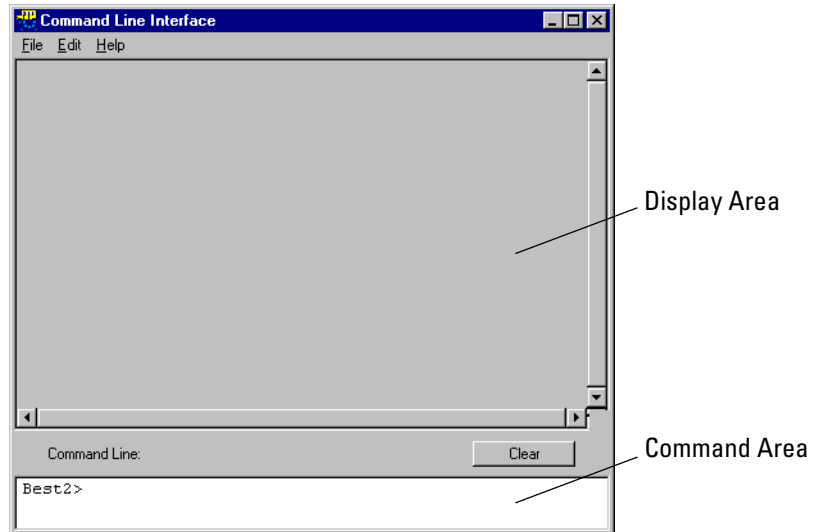 Command Line Interface
File Edit Help
Display Area
Command Line:
Clear
Command Area
Best2>